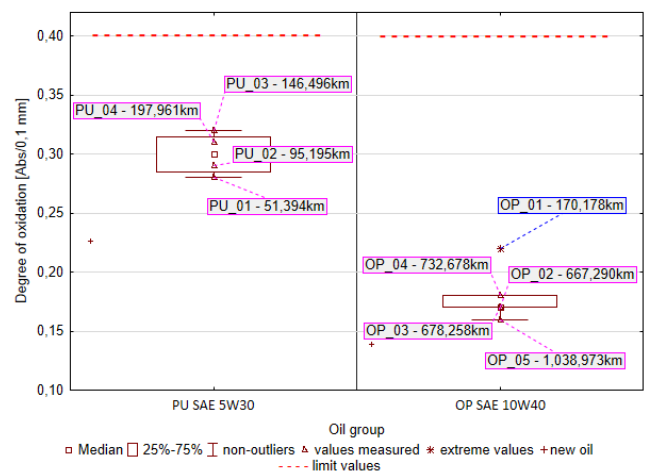 Degree of oxidation [Abs/0,1 mm]
0,40
0,35
0,30
0,25
0,20
0,15
0,10
PU_03 - 146,496km
PU_04 - 197,961km
PU_02 - 95,195km
PU_01 - 51,394km
OP_01 - 170,178km
OP_04 - 732,678km
OP_02 - 667,290km
OP_03 - 678,258km
OP_05 - 1,038,973km
PU SAE 5W30 OP SAE 10W40
Oil group
Median 25%-75% non-outliers values measured extreme values new oil
limit values